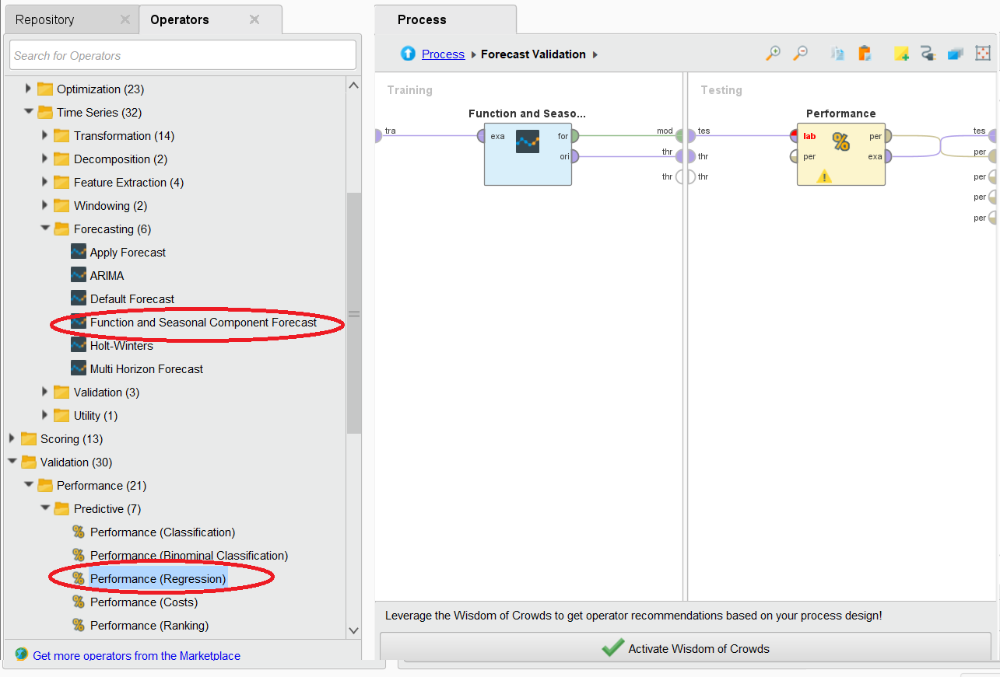 Repository
Operators
Search for Operators
Optimization (23)
Time Series (32)
Transformation (14)
Decomposition (2)
Feature Extraction (4)
Windowing (2)
Forecasting (6)
Apply Forecast
ARIMA
Default Forecast
Function and Seasonal Component Forecast
Holt-Winters
Multi Horizon Forecast
Validation (3)
Utility (1)
Scoring (13)
Validation (30)
Performance (21)
Predictive (7)
Performance (Classification)
Performance (Binominal Classification)
Performance (Regression)
Performance (Costs)
Performance (Ranking)
Get more operators from the Marketplace
Process
Process Forecast Validation
Training
Function and Seaso...
tra
exa for
ori
mod
thr
thr
Testing
Performance
tes
thr
thr
lab per
per exa
tes
per
per
per
per
Leverage the Wisdom of Crowds to get operator recommendations based on your process design!
Activate Wisdom of Crowds